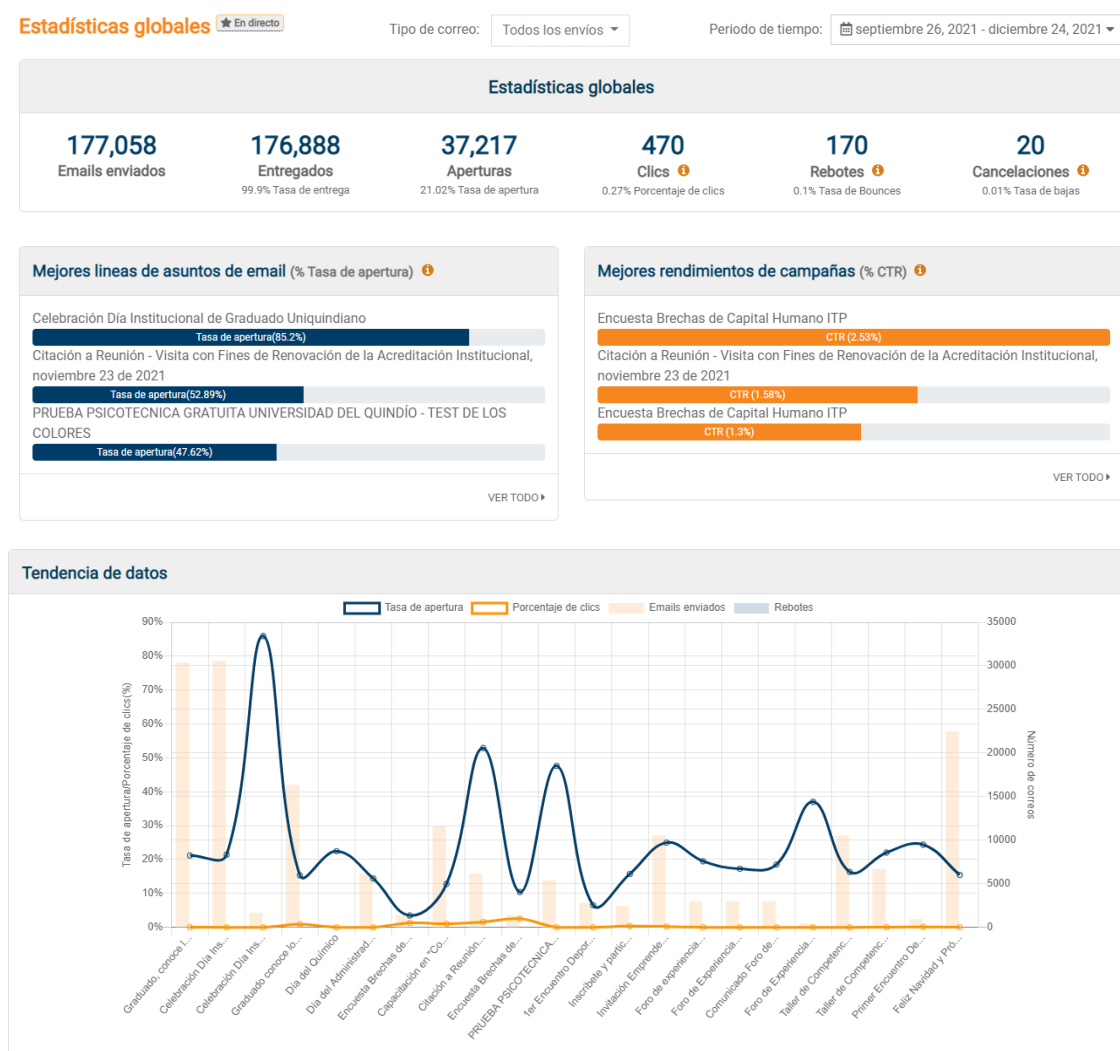 Estadísticas globales
En directo
Tipo de correo:
Todos los envíos
Periodo de tiempo:
septiembre 26, 2021 - diciembre 24, 2021
Estadísticas globales
177,058
Emails enviados
176,888
Entregados
99.9% Tasa de entrega
37,217
Aperturas
21.02% Tasa de apertura
470
Clics
0.27% Porcentaje de clics
170
Rebotes
0.1% Tasa de Bounces
20
Cancelaciones
0.01% Tasa de bajas
Mejores lineas de asuntos de email (% Tasa de apertura)
Celebración Día Institucional de Graduado Uniquindiano
Tasa de apertura(85.2%)
Citación a Reunión - Visita con Fines de Renovación de la Acreditación Institucional,
noviembre 23 de 2021
Tasa de apertura(52.89%)
PRUEBA PSICOTECNICA GRATUITA UNIVERSIDAD DEL QUINDÍO - TEST DE LOS
COLORES
Tasa de apertura(47.62%)
VER TODO
Mejores rendimientos de campañas (% CTR)
Encuesta Brechas de Capital Humano ITP
CTR (2.53%)
Citación a Reunión - Visita con Fines de Renovación de la Acreditación Institucional,
noviembre 23 de 2021
CTR (1.58%)
Encuesta Brechas de Capital Humano ITP
CTR (1.3%)
VER TODO
Tendencia de datos
Tasa de apertura
Porcentaje de clics
Emails enviados
Rebotes
Tasa de apertura/Porcentaje de clics(%)
90%
80%
70%
60%
50%
40%
30%
20%
10%
0%
35000
30000
25000
20000
15000
10000
5000
0
Número de correos
Graduado, conoce l...
Celebración Día Ins...
Celebración Día Ins...
Graduado conoce lo...
Día del Químico
Día del Administrad...
Encuesta Brechas de...
Capacitación en "Co...
Citación a Reunión...
Encuesta Brechas de...
PRUEBA PSICOTECNICA...
1er Encuentro Depor...
Inscríbete y partic...
Invitación Emprende...
Foro de experiencia...
Foro de Experiencia...
Comunicado Foro de...
Foro de Experiencia...
Taller de Competenc...
Taller de Competenc...
Primer Encuentro De...
Feliz Navidad y Pró...